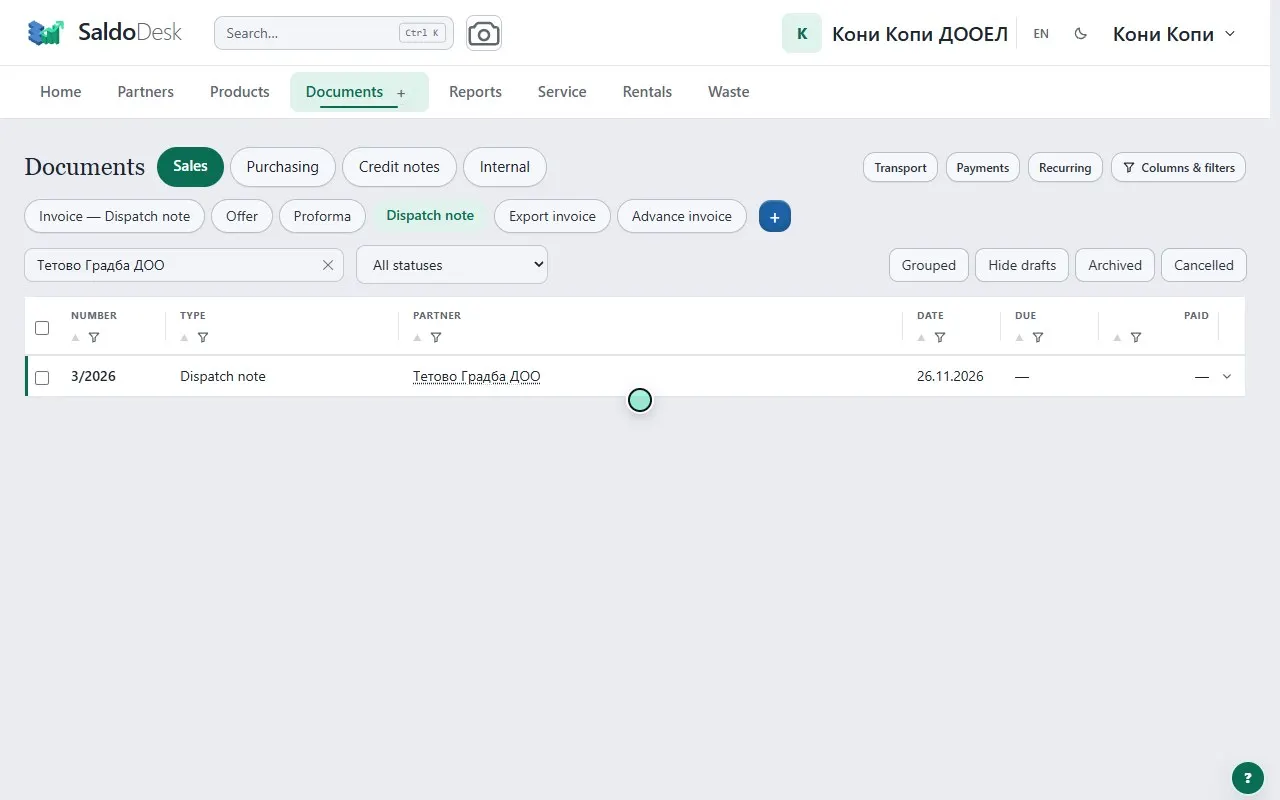 SaldoDesk
Search...
Ctrl K
K
Кони Копи ДООЕЛ
EN
Кони Копи
Home
Partners
Products
Documents +
Reports
Service
Rentals
Waste
Documents
Sales
Purchasing
Credit notes
Internal
Transport
Payments
Recurring
Columns & filters
Invoice — Dispatch note
Offer
Proforma
Dispatch note
Export invoice
Advance invoice
+
Тетово Градба ДОО
All statuses
Grouped
Hide drafts
Archived
Cancelled
NUMBER
TYPE
PARTNER
DATE
DUE
PAID
3/2026
Dispatch note
Тетово Градба ДОО
26.11.2026
—
—
?